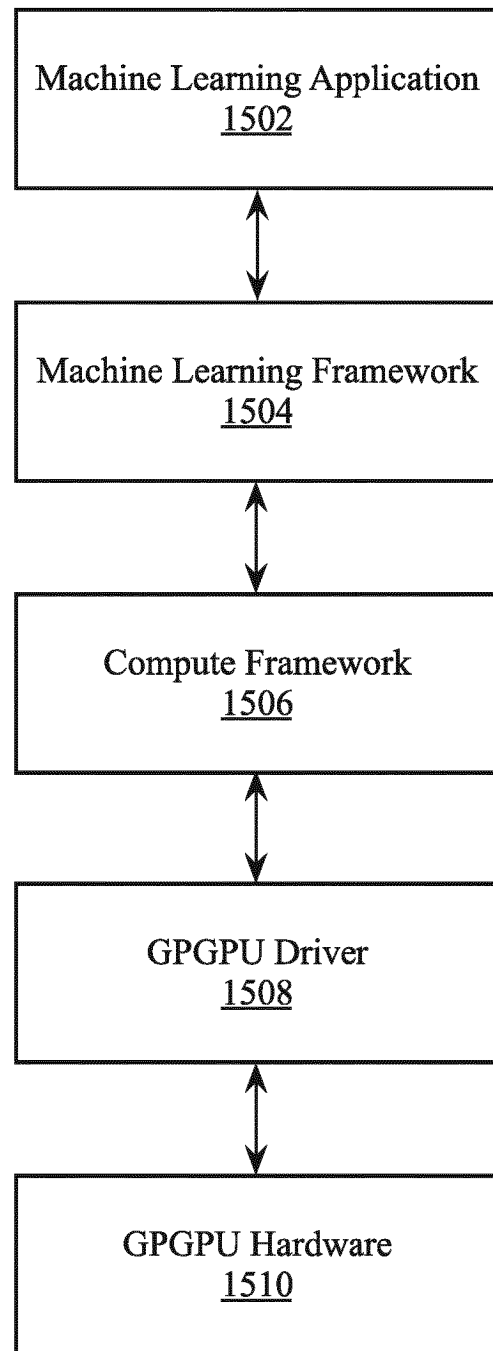 Machine Learning Application
1502
Machine Learning Framework
1504
Compute Framework
1506
GPGPU Driver
1508
GPGPU Hardware
1510